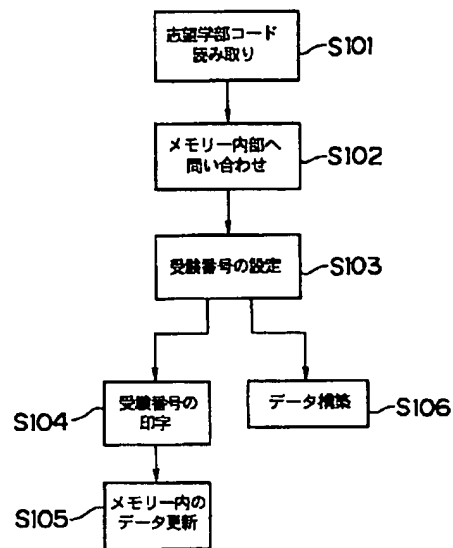 志望学部コード
読み取り
S101
メモリー内部へ
問い合わせ
S102
受験番号の設定
S103
受験番号の
印字
S104
データ構築
S106
メモリー内の
データ更新
S105